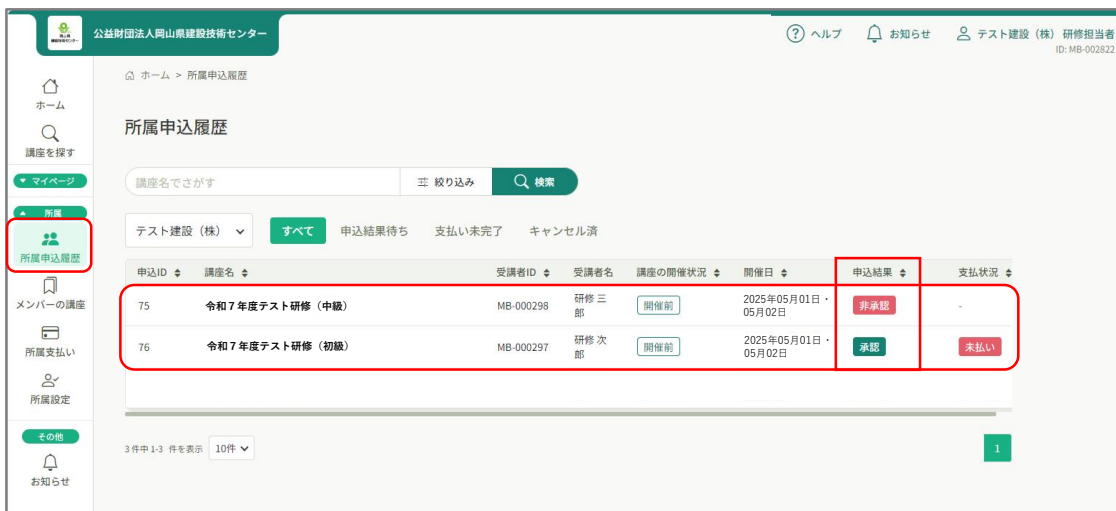 公益財団法人岡山県建設技術センター
ヘルプ
お知らせ
テスト建設（株） 研修担当者
ID: MB-002822
ホーム > 所属申込履歴
ホーム
講座を探す
マイページ
所属
所属申込履歴
メンバーの講座
所属支払い
所属設定
その他
お知らせ
所属申込履歴
講座名でさがす
絞り込み
検索
テスト建設（株） すべて 申込結果待ち 支払い未完了 キャンセル済
申込ID 講座名 受講者ID 受講者名 講座の開催状況 開催日 申込結果 支払状況
75 令和７年度テスト研修（中級） MB-000298 研修 三郎 開催前 2025年05月01日・05月02日 非承認 -
76 令和７年度テスト研修（初級） MB-000297 研修 次郎 開催前 2025年05月01日・05月02日 承認 未払い
3件中 1-3 件を表示 10件
1